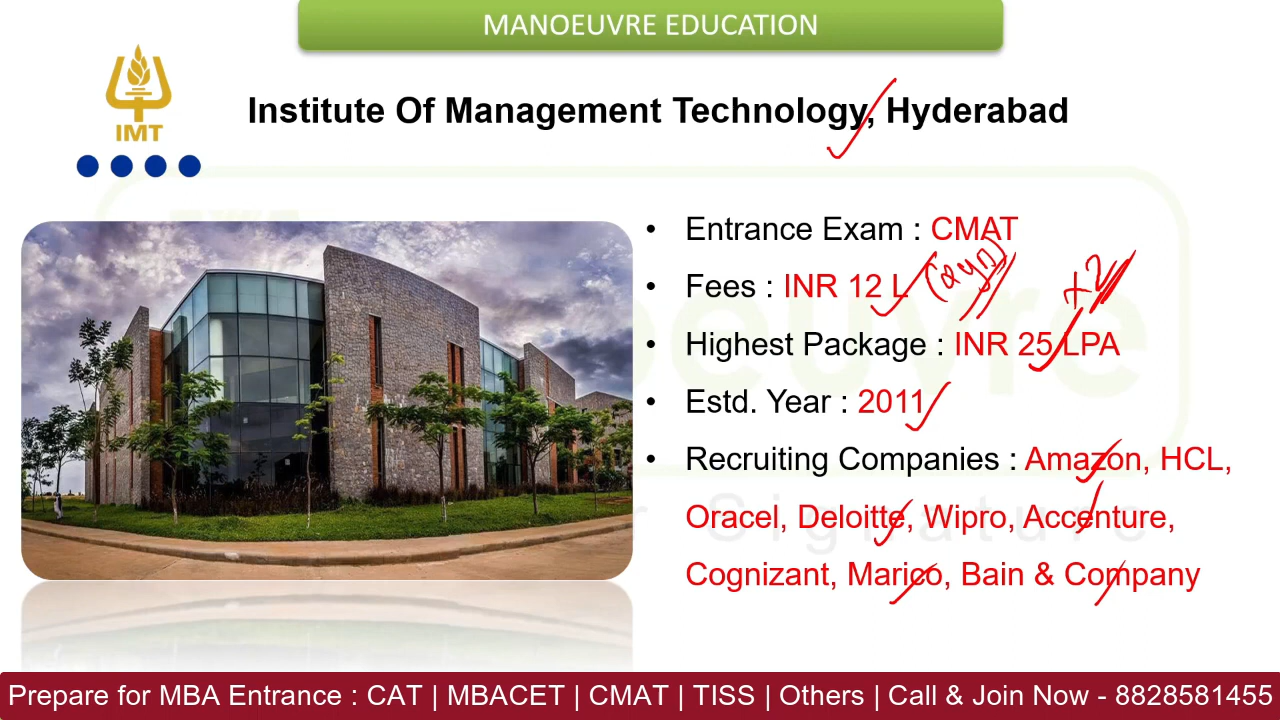 MANOEUVRE EDUCATION
IMT
Institute Of Management Technology, Hyderabad
• Entrance Exam : CMAT
• Fees : INR 12 L
• Highest Package : INR 25 LPA
• Estd. Year : 2011
• Recruiting Companies : Amazon, HCL,
Oracel, Deloitte, Wipro, Accenture,
Cognizant, Marico, Bain & Company
Prepare for MBA Entrance : CAT | MBACET | CMAT | TISS | Others | Call & Join Now - 8828581455